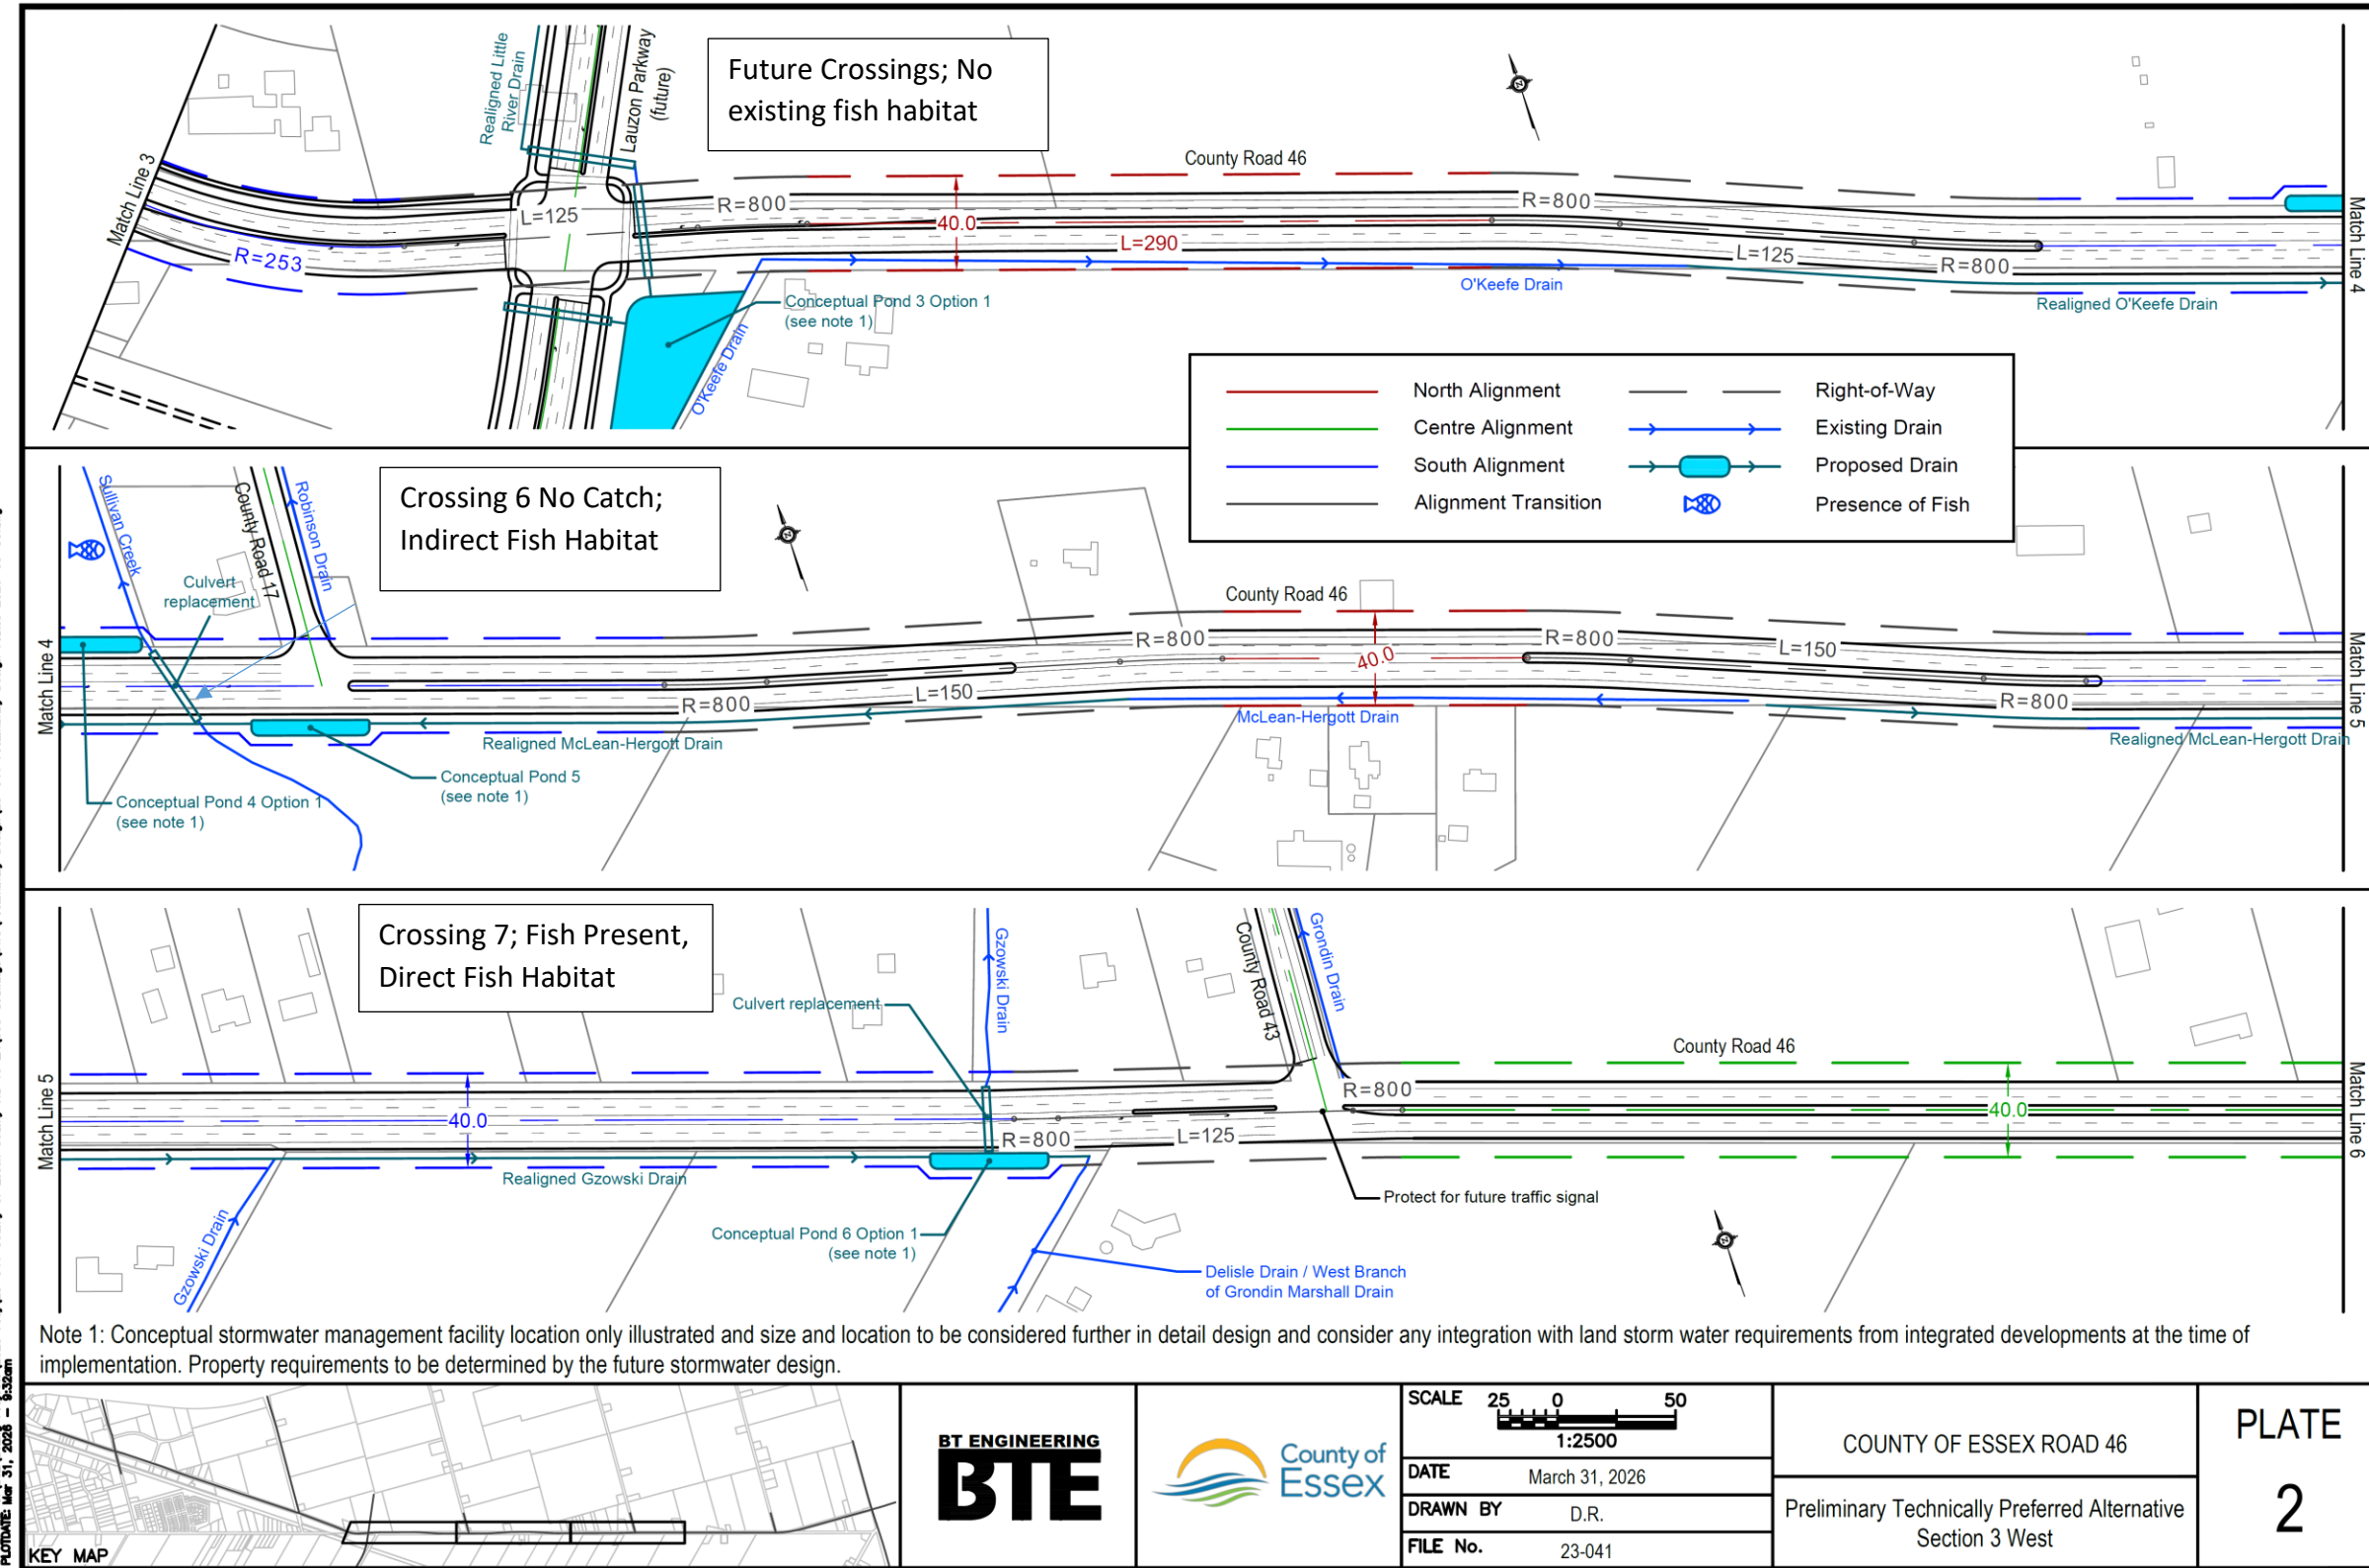 Future Crossings; No
existing fish habitat
Realigned Little
River Drain
Lauzon Parkway
(future)
County Road 46
Match Line 3
L=125
R=800
R=800
40.0
L=290
R=253
L=125
R=800
Match Line 4
O'Keefe Drain
Realigned O'Keefe Drain
Conceptual Pond 3 Option 1
(see note 1)
O'Keefe Drain
North Alignment
Right-of-Way
Centre Alignment
Existing Drain
South Alignment
Proposed Drain
Alignment Transition
Presence of Fish
Crossing 6 No Catch;
Indirect Fish Habitat
Sullivan Creek
County Road 17
Robinson Drain
Culvert
replacement
County Road 46
Match Line 4
R=800
R=800
L=150
40.0
R=800
L=150
R=800
Match Line 5
McLean-Hergott Drain
Realigned McLean-Hergott Drain
Realigned McLean-Hergott Drain
Conceptual Pond 5
(see note 1)
Conceptual Pond 4 Option 1
(see note 1)
Crossing 7; Fish Present,
Direct Fish Habitat
Gzowski Drain
County Road 43
Grondin Drain
Culvert replacement
County Road 46
Match Line 5
R=800
40.0
40.0
R=800
L=125
Match Line 6
Realigned Gzowski Drain
Protect for future traffic signal
Gzowski Drain
Conceptual Pond 6 Option 1
(see note 1)
Delisle Drain / West Branch
of Grondin Marshall Drain
Note 1: Conceptual stormwater management facility location only illustrated and size and location to be considered further in detail design and consider any integration with land storm water requirements from integrated developments at the time of
implementation. Property requirements to be determined by the future stormwater design.
PLOTDATE: Mar 31, 2026 - 9:32am
KEY MAP
BT ENGINEERING
BTE
County of
Essex
SCALE
25 0 50
1:2500
DATE March 31, 2026
DRAWN BY D.R.
FILE No. 23-041
COUNTY OF ESSEX ROAD 46
Preliminary Technically Preferred Alternative
Section 3 West
PLATE
2